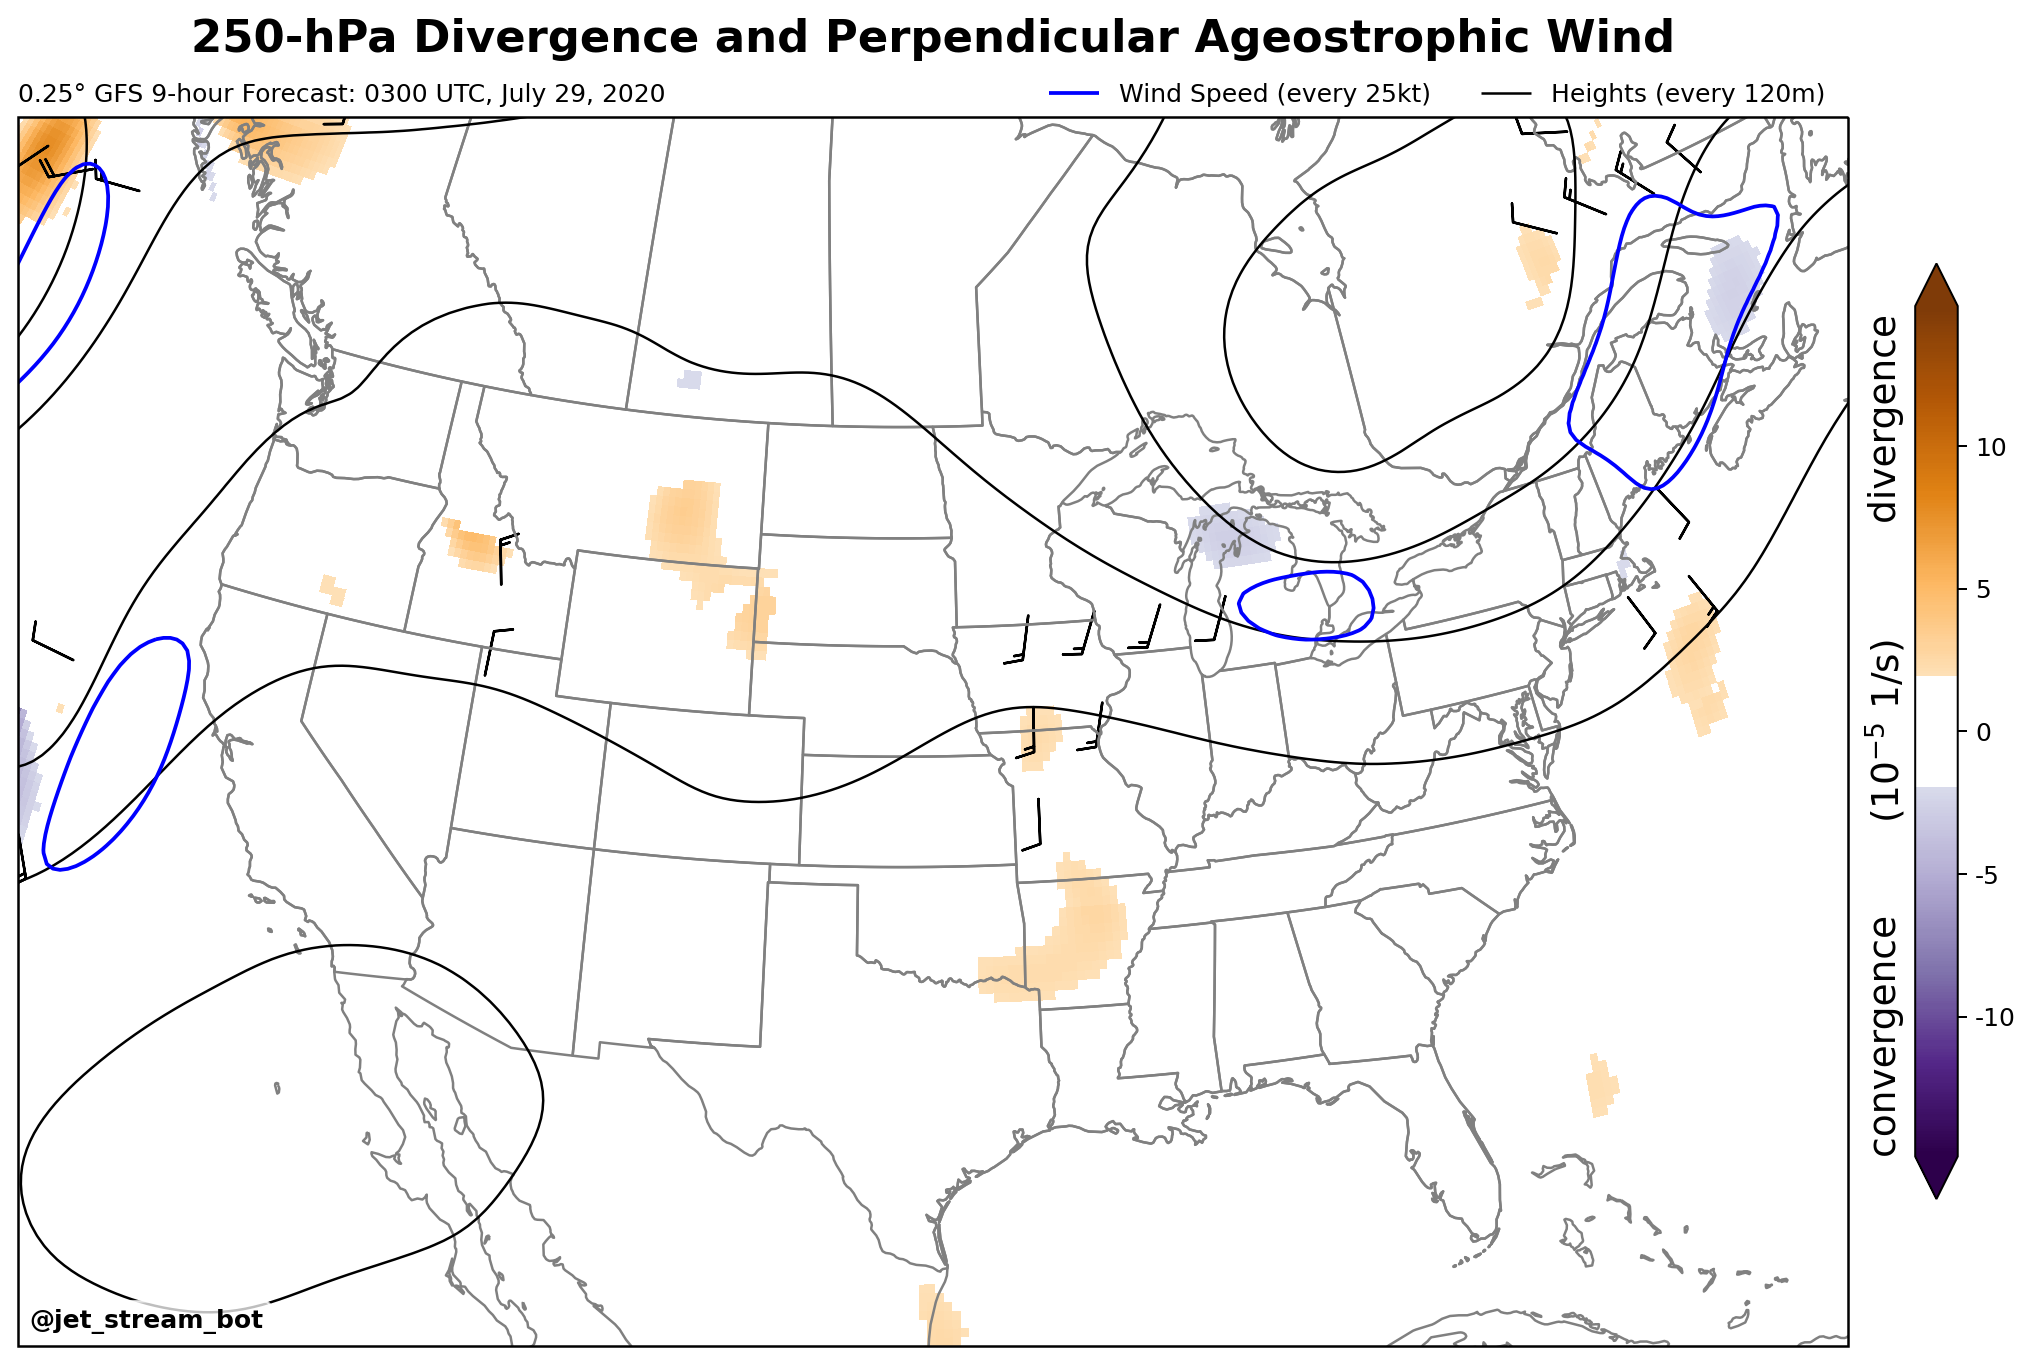 250-hPa Divergence and Perpendicular Ageostrophic Wind
0.25° GFS 9-hour Forecast: 0300 UTC, July 29, 2020
Wind Speed (every 25kt)
Heights (every 120m)
convergence (10⁻⁵ 1/s) divergence
10
5
0
-5
-10
@jet_stream_bot